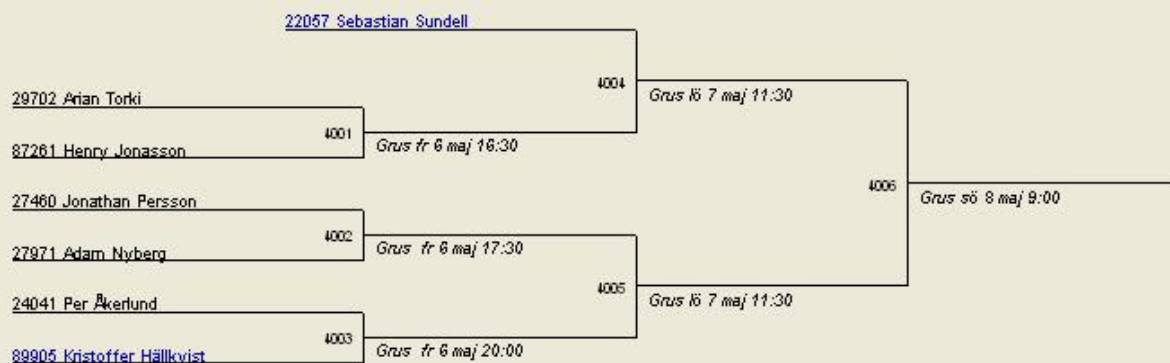 22057 Sebastian Sundell
4004
Grus lö 7 maj 11:30
29702 Arian Torki
4001
Grus fr 6 maj 16:30
87261 Henry Jonasson
4006
Grus sö 8 maj 9:00
27460 Jonathan Persson
4002
Grus fr 6 maj 17:30
27971 Adam Nyberg
4005
Grus lö 7 maj 11:30
24041 Per Åkerlund
4003
Grus fr 6 maj 20:00
89905 Kristoffer Hällkvist